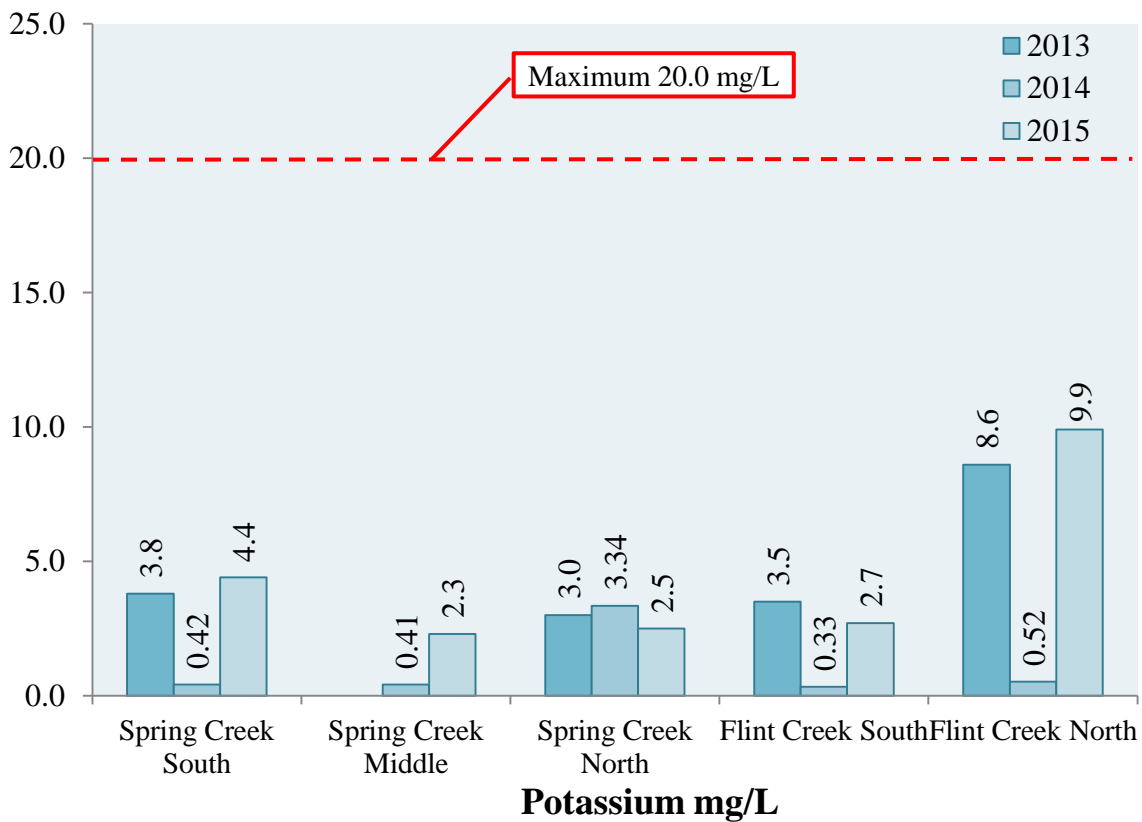 25.0
20.0
15.0
10.0
5.0
0.0
Maximum 20.0 mg/L
2013
2014
2015
3.8
0.42
4.4
0.41
2.3
3.0
3.34
2.5
3.5
0.33
2.7
8.6
0.52
9.9
Spring Creek
South
Spring Creek
Middle
Spring Creek
North
Flint Creek South
Flint Creek North
Potassium mg/L